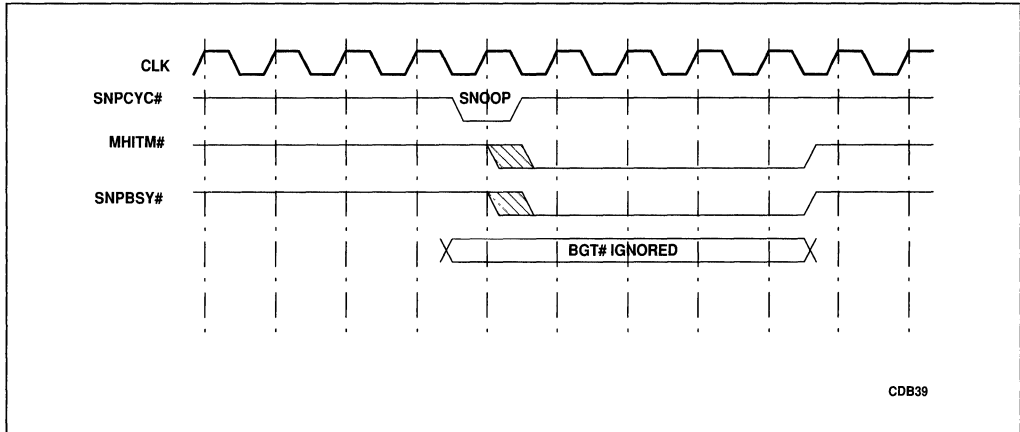 CLK
SNPCYC#
SNOOP
MHITM#
SNPBSY#
BGT# IGNORED
CDB39